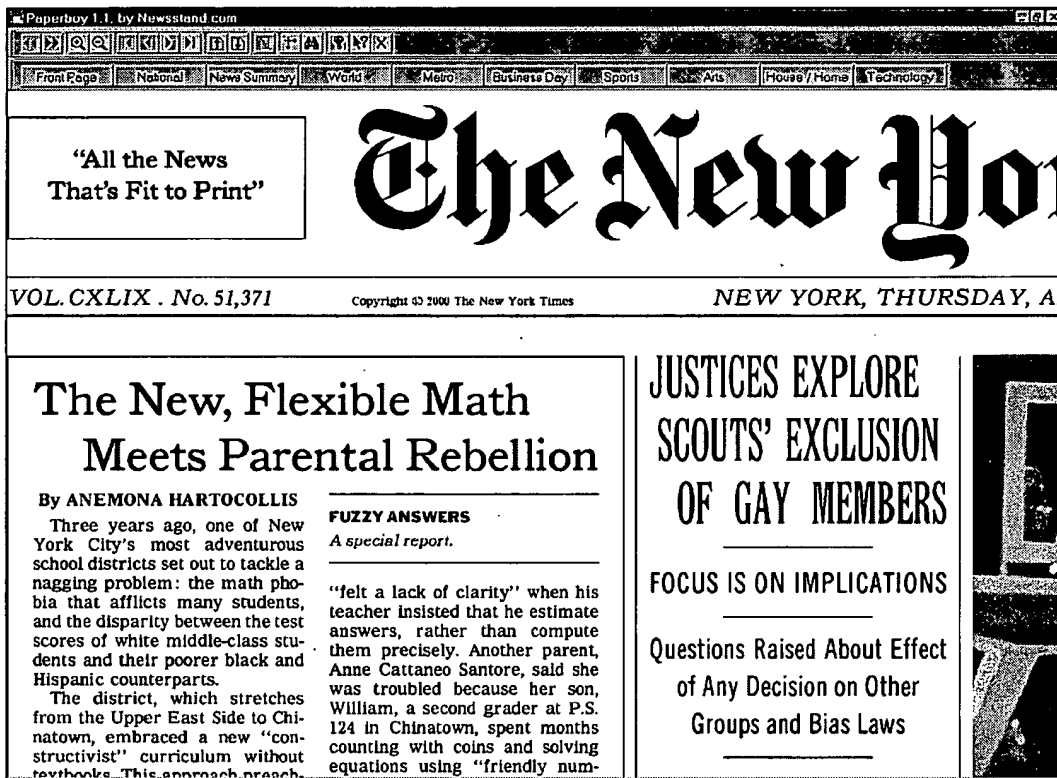 Paperboy 1.1, by Newsstand.com
Front Page National News Summary World Metro Business Day Sports Arts House / Home Technology
"All the News
That's Fit to Print"
The New Yor
VOL. CXLIX . No. 51,371
Copyright © 2000 The New York Times
NEW YORK, THURSDAY, A
The New, Flexible Math
Meets Parental Rebellion
By ANEMONA HARTOCOLLIS
Three years ago, one of New
York City's most adventurous
school districts set out to tackle a
nagging problem: the math pho-
bia that afflicts many students,
and the disparity between the test
scores of white middle-class stu-
dents and their poorer black and
Hispanic counterparts.
The district, which stretches
from the Upper East Side to Chi-
natown, embraced a new "con-
structivist" curriculum without
textbooks. This approach preach-
FUZZY ANSWERS
A special report.
"felt a lack of clarity" when his
teacher insisted that he estimate
answers, rather than compute
them precisely. Another parent,
Anne Cattaneo Santore, said she
was troubled because her son,
William, a second grader at P.S.
124 in Chinatown, spent months
counting with coins and solving
equations using "friendly num-
JUSTICES EXPLORE
SCOUTS' EXCLUSION
OF GAY MEMBERS
FOCUS IS ON IMPLICATIONS
Questions Raised About Effect
of Any Decision on Other
Groups and Bias Laws